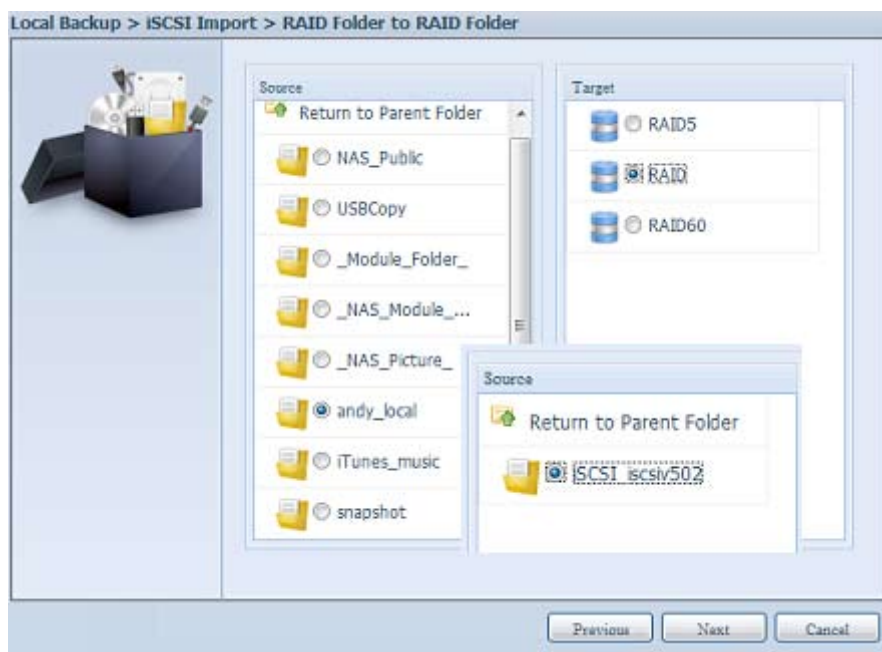 Local Backup > iSCSI Import > RAID Folder to RAID Folder
Source
Return to Parent Folder
NAS_Public
USBCopy
_Module_Folder_
_NAS_Module_...
_NAS_Picture_
andy_local
iTunes_music
snapshot
Target
RAID5
RAID
RAID60
Source
Return to Parent Folder
iSCSI_iscsiv502
Previous
Next
Cancel